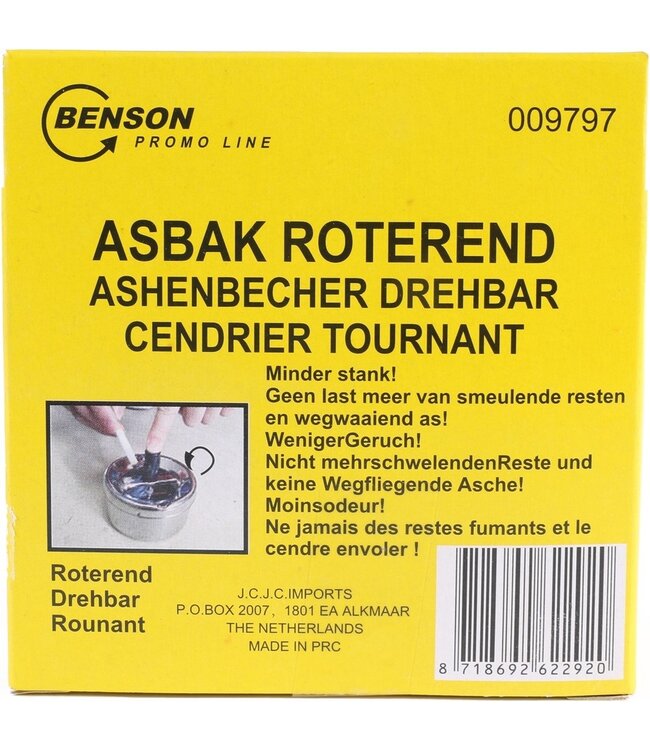 BENSON
PROMO LINE
009797
ASBAK ROTEREND
ASHENBECHER DREHBAR
CENDRIER TOURNANT
Minder stank!
Geen last meer van smeulende resten
en wegwaaiend as!
WenigerGeruch!
Nicht mehrschwelendenReste und
keine Wegfliegende Asche!
Moinsodeur!
Ne jamais des restes fumants et le
cendre envoler !
Roterend
Drehbar
Rounant
J.C.J.C.IMPORTS
P.O.BOX 2007, 1801 EA ALKMAAR
THE NETHERLANDS
MADE IN PRC
8 718692 622920